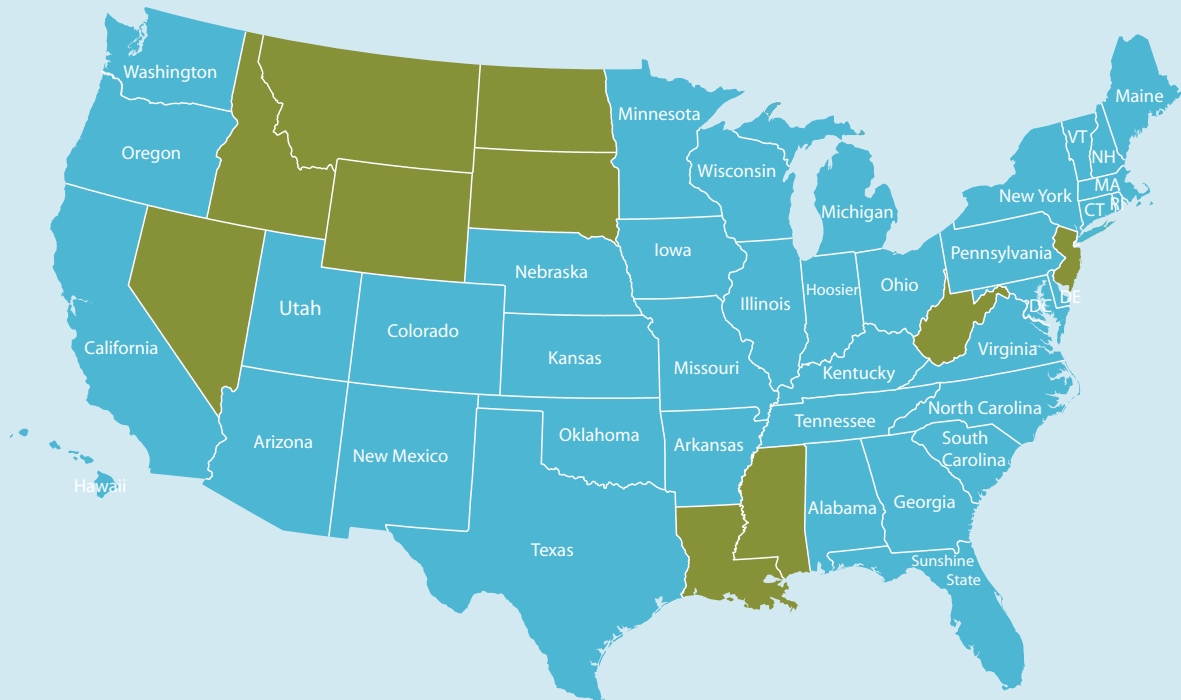 Washington
Oregon
California
Utah
Arizona
Colorado
New Mexico
Nebraska
Kansas
Oklahoma
Texas
Minnesota
Iowa
Missouri
Arkansas
Wisconsin
Illinois
Michigan
Hoosier
Ohio
Kentucky
Tennessee
Alabama
Georgia
Sunshine
State
South
Carolina
North Carolina
Virginia
DC
DE
Pennsylvania
New York
CT
RI
MA
VT
NH
Maine
Hawaii